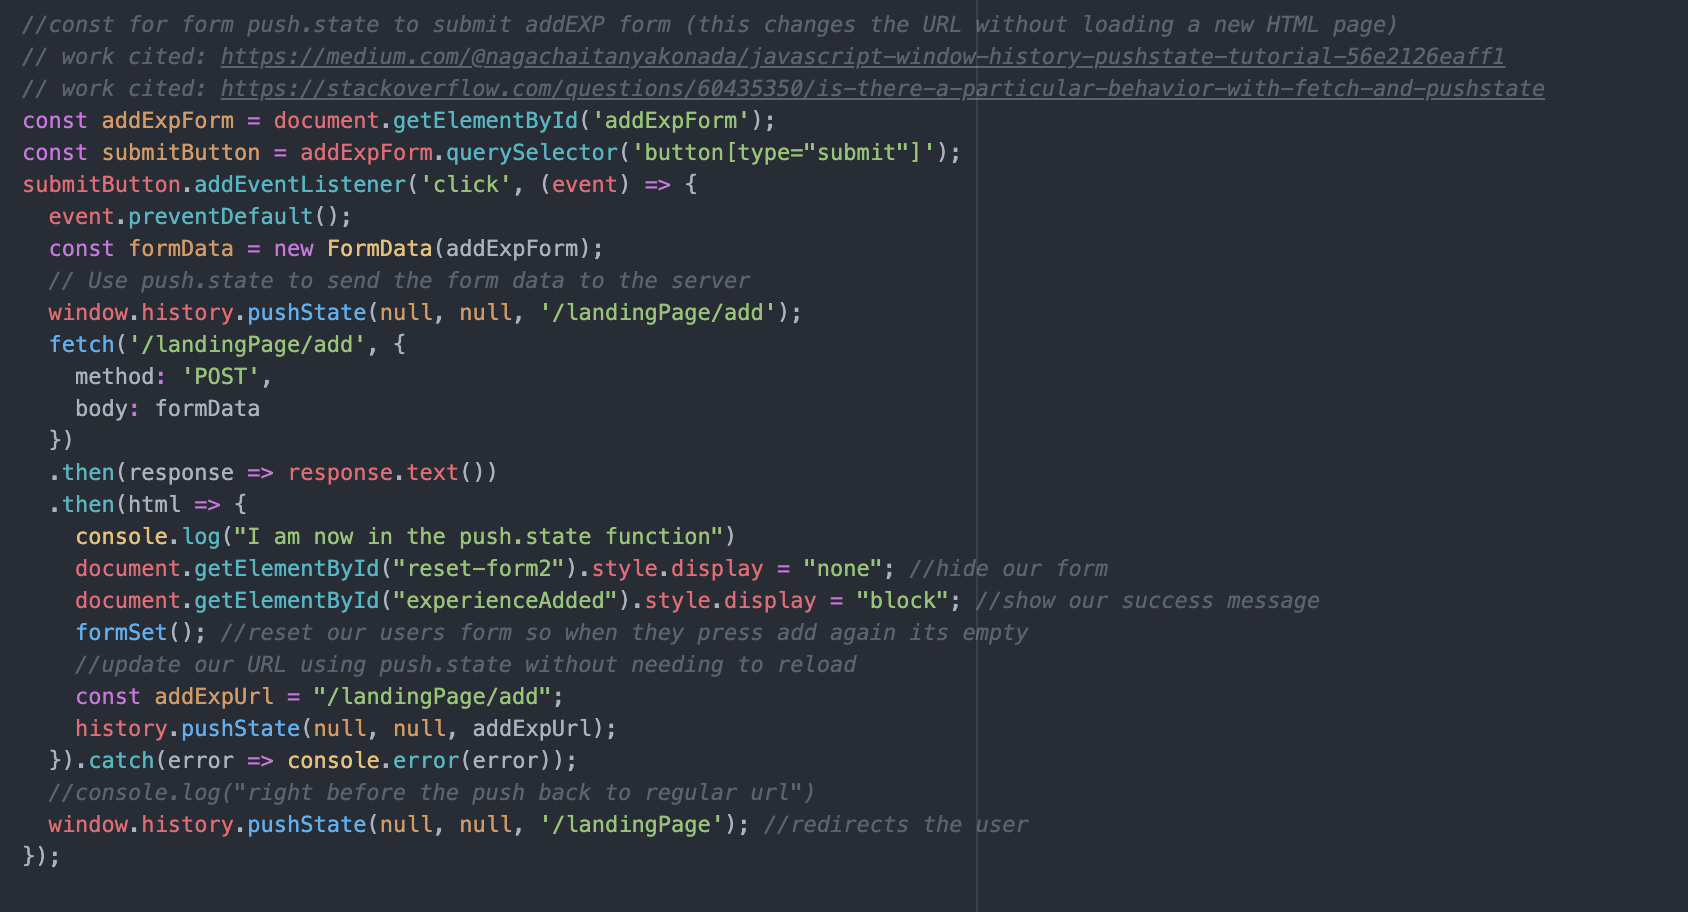 //const for form push.state to submit addEXP form (this changes the URL without loading a new HTML page)
// work cited: https://medium.com/@nagachaitanyakonada/javascript-window-history-pushstate-tutorial-56e2126eaff1
// work cited: https://stackoverflow.com/questions/60435350/is-there-a-particular-behavior-with-fetch-and-pushstate
const addExpForm = document.getElementById('addExpForm');
const submitButton = addExpForm.querySelector('button[type="submit"]');
submitButton.addEventListener('click', (event) => {
  event.preventDefault();
  const formData = new FormData(addExpForm);
  // Use push.state to send the form data to the server
  window.history.pushState(null, null, '/landingPage/add');
  fetch('/landingPage/add', {
    method: 'POST',
    body: formData
  })
  .then(response => response.text())
  .then(html => {
    console.log("I am now in the push.state function")
    document.getElementById("reset-form2").style.display = "none"; //hide our form
    document.getElementById("experienceAdded").style.display = "block"; //show our success message
    formSet(); //reset our users form so when they press add again its empty
    //update our URL using push.state without needing to reload
    const addExpUrl = "/landingPage/add";
    history.pushState(null, null, addExpUrl);
  }).catch(error => console.error(error));
  //console.log("right before the push back to regular url")
  window.history.pushState(null, null, '/landingPage'); //redirects the user
});